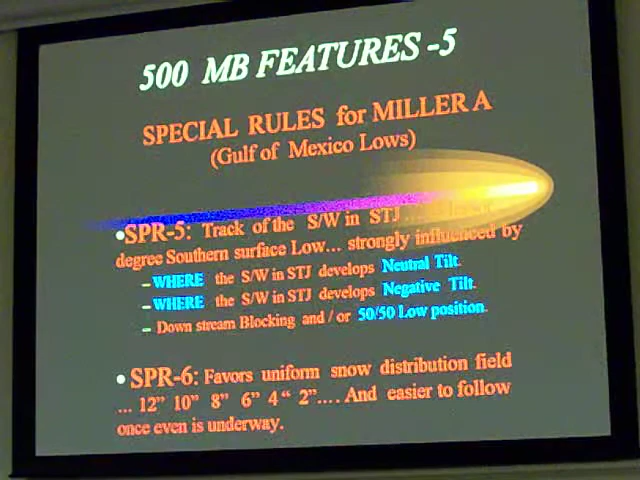 500 MB FEATURES -5
SPECIAL RULES for MILLER A
(Gulf of Mexico Lows)
•SPR-5: Track of the S/W in STJ ...
degree Southern surface Low... strongly influenced by
–WHERE the S/W in STJ develops Neutral Tilt.
–WHERE the S/W in STJ develops Negative Tilt.
– Down stream Blocking and / or 50/50 Low position.
• SPR-6: Favors uniform snow distribution field
... 12” 10” 8” 6” 4 “ 2”.... And easier to follow
once even is underway.